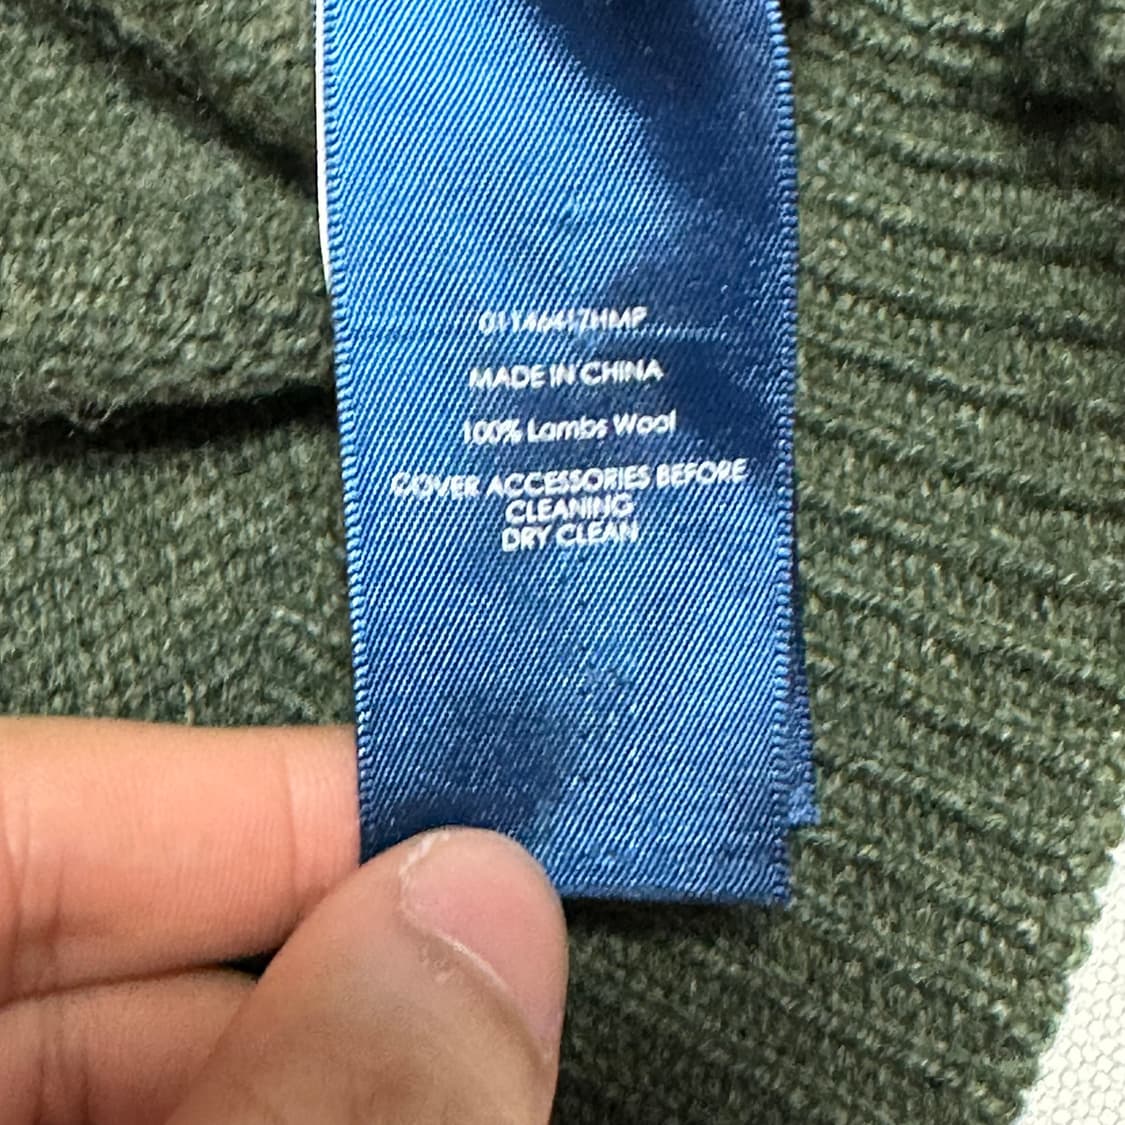 MADE IN CHINA
100% Lambs Wool
COVER ACCESSORIES BEFORE
CLEANING
DRY CLEAN